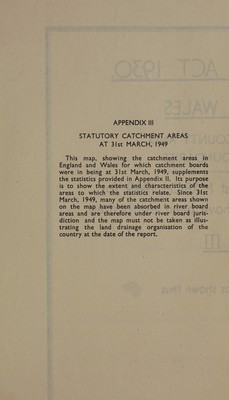 APPENDIX III
STATUTORY CATCHMENT AREAS
AT 31st MARCH, 1949
This map, showing the catchment areas in
England and Wales for which catchment boards
were in being at 31st March, 1949, supplements
the statistics provided in Appendix II. Its purpose
is to show the extent and characteristics of the
areas to which the statistics relate. Since 31st
March, 1949, many of the catchment areas shown
on the map have been absorbed in river board
areas and are therefore under river board juris-
diction and the map must not be taken as illus-
trating the land drainage organisation of the
country at the date of the report.
ACT 1930
WALES